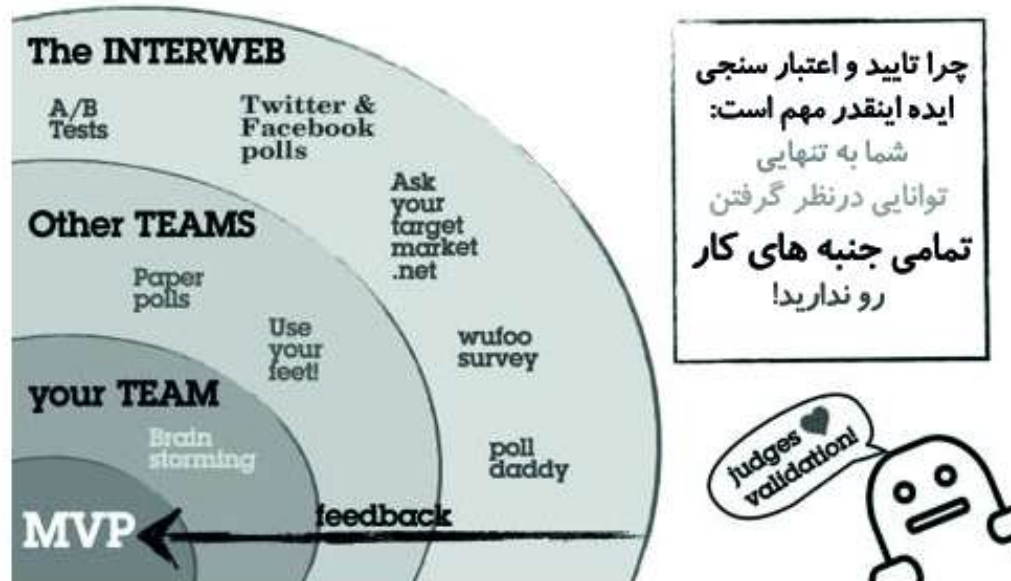 The INTERWEB
A/B
Tests
Twitter &
Facebook
polls
Ask
your
target
market
.net
wufoo
survey
poll
daddy
Other TEAMS
Paper
polls
Use
your
feet!
your TEAM
Brain
storming
MVP
feedback
چرا تایید و اعتبار سنجی
ایده اینقدر مهم است:
شما به تنهایی
توانایی درنظر گرفتن
تمامی جنبه های کار
رو ندارید!
judges
validation!